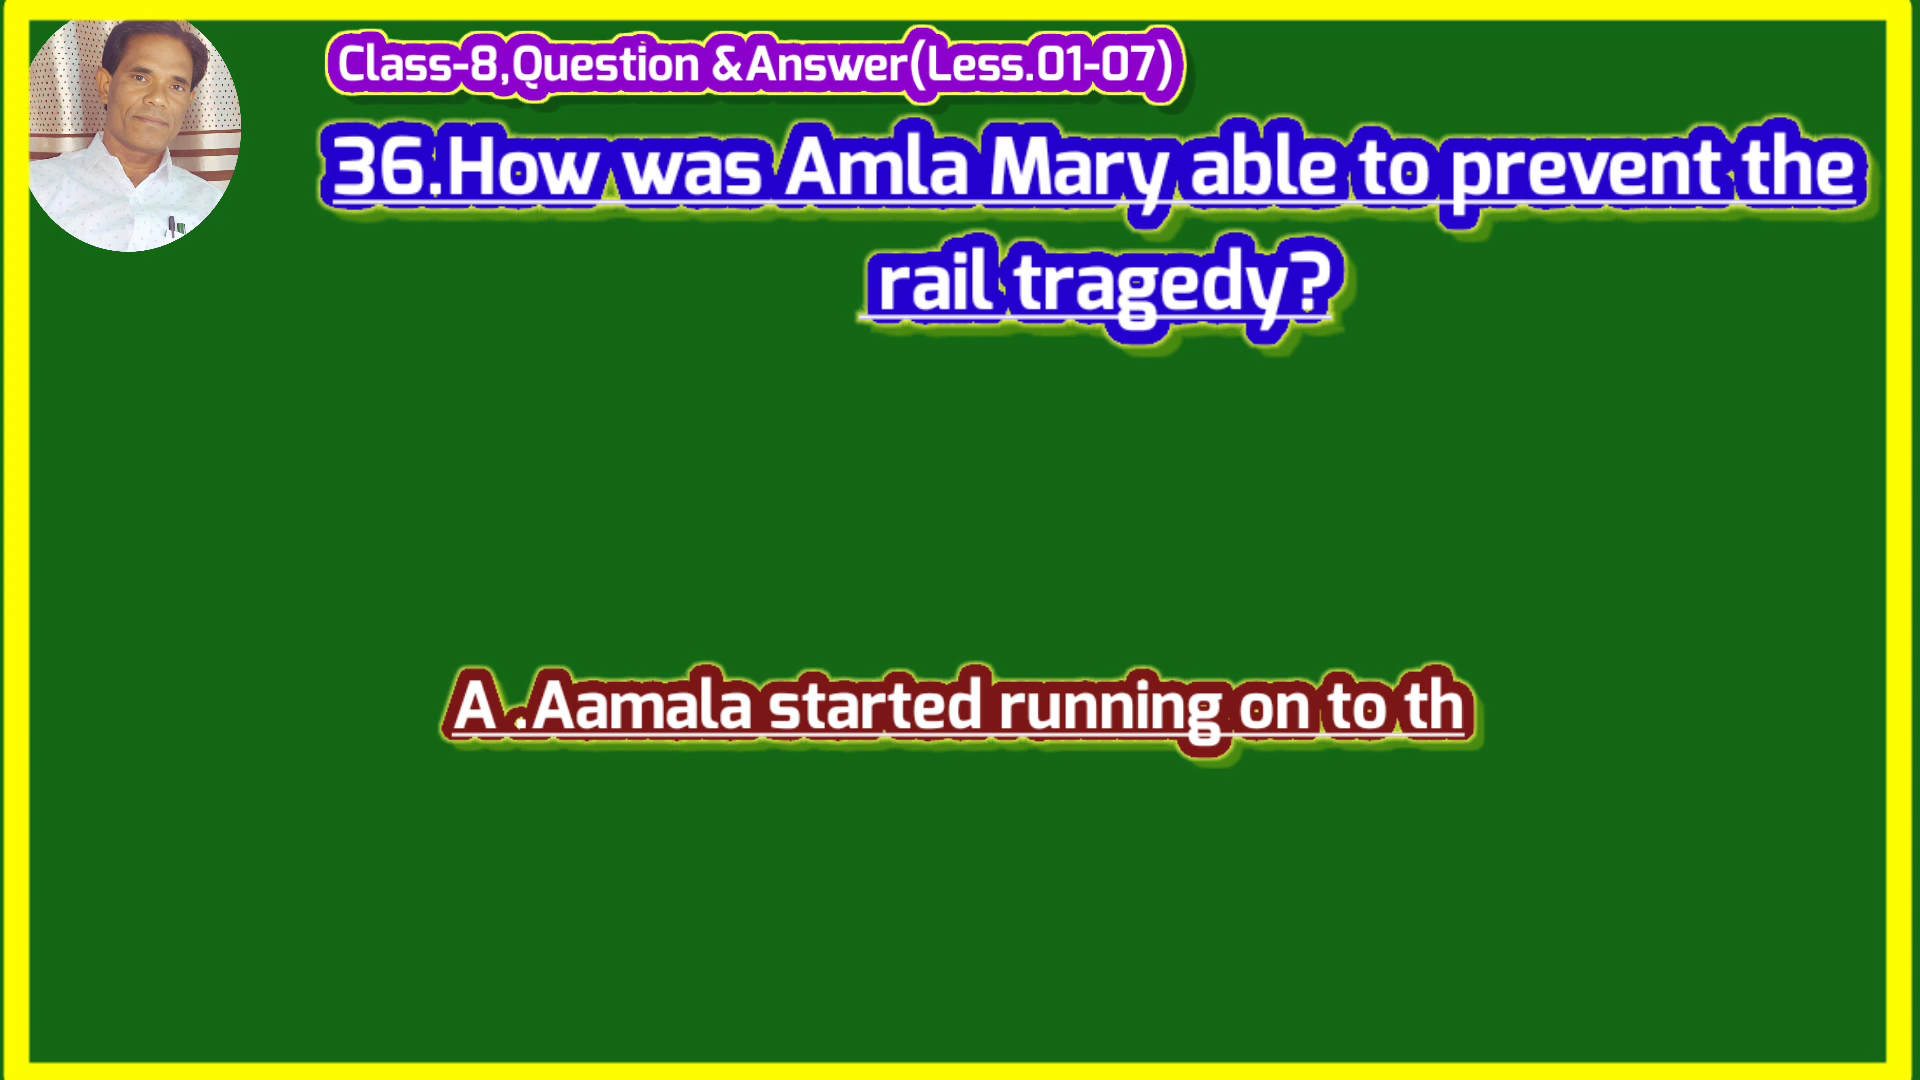 Class-8,Question &Answer(Less.01-07)
36.How was Amla Mary able to prevent the
rail tragedy?
A .Aamala started running on to th